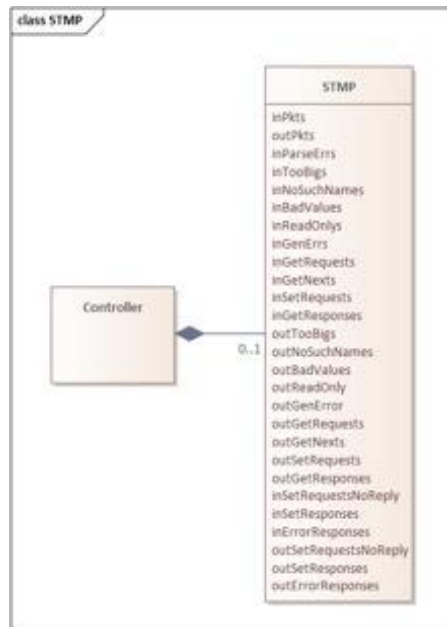 class STMP
STMP
inPkts
outPkts
inParseErrs
inTooBigs
inNoSuchNames
inBadValues
inReadOnlys
inGenErrs
inGetRequests
inGetNexts
inSetRequests
inGetResponses
outTooBigs
outNoSuchNames
outBadValues
outReadOnly
outGenError
outGetRequests
outGetNexts
outSetRequests
outGetResponses
inSetRequestsNoReply
inSetResponses
inErrorResponses
outSetRequestsNoReply
outSetResponses
outErrorResponses
Controller
0..1